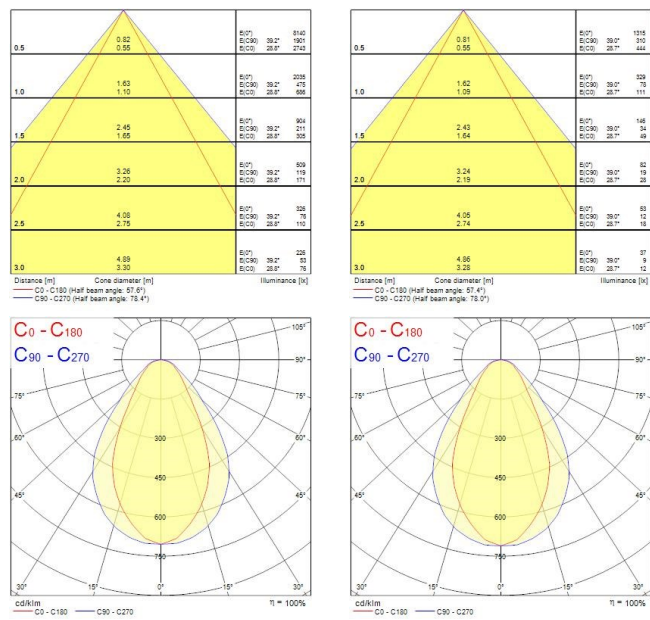 0.82
0.55
0.5
E(0°) 8140
E(C90) 39.2° 1901
E(C0) 28.8° 2743
1.63
1.10
1.0
E(0°) 2035
E(C90) 39.2° 475
E(C0) 28.8° 686
2.45
1.65
1.5
E(0°) 904
E(C90) 39.2° 211
E(C0) 28.8° 305
3.26
2.20
2.0
E(0°) 509
E(C90) 39.2° 119
E(C0) 28.8° 171
4.08
2.75
2.5
E(0°) 326
E(C90) 39.2° 76
E(C0) 28.8° 110
4.89
3.30
3.0
E(0°) 226
E(C90) 39.2° 53
E(C0) 28.8° 76
Distance [m] Cone diameter [m] Illuminance [lx]
C0 - C180 (Half beam angle: 57.6°)
C90 - C270 (Half beam angle: 78.4°)
0.81
0.55
0.5
E(0°) 1315
E(C90) 39.0° 310
E(C0) 28.7° 444
1.62
1.09
1.0
E(0°) 329
E(C90) 39.0° 78
E(C0) 28.7° 111
2.43
1.64
1.5
E(0°) 146
E(C90) 39.0° 34
E(C0) 28.7° 49
3.24
2.19
2.0
E(0°) 82
E(C90) 39.0° 19
E(C0) 28.7° 28
4.05
2.74
2.5
E(0°) 53
E(C90) 39.0° 12
E(C0) 28.7° 18
4.86
3.28
3.0
E(0°) 37
E(C90) 39.0° 9
E(C0) 28.7° 12
Distance [m] Cone diameter [m] Illuminance [lx]
C0 - C180 (Half beam angle: 57.4°)
C90 - C270 (Half beam angle: 78.0°)
C0 - C180
C90 - C270
105°
90°
75° 75°
60° 60°
45° 45°
300
450
600
750
30° 15° 0° 15° 30°
cd/klm η = 100%
C0 - C180 C90 - C270
C0 - C180
C90 - C270
105°
90°
75° 75°
60° 60°
45° 45°
300
450
600
750
30° 15° 0° 15° 30°
cd/klm η = 100%
C0 - C180 C90 - C270